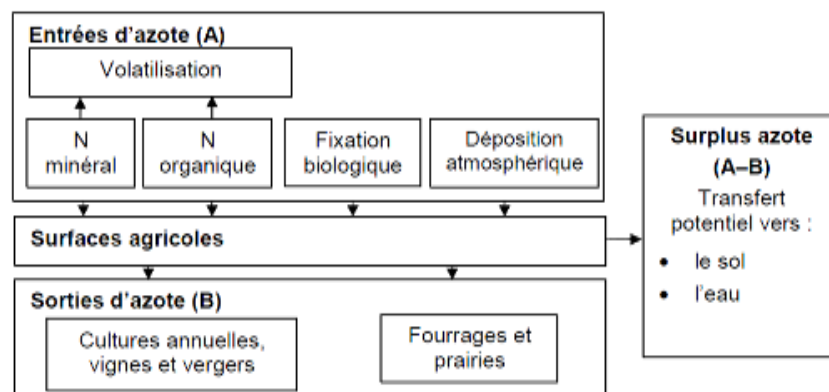 Entrées d'azote (A)
Volatilisation
N
minéral
N
organique
Fixation
biologique
Déposition
atmosphérique
Surfaces agricoles
Sorties d'azote (B)
Cultures annuelles,
vignes et vergers
Fourrages et
prairies
Surplus azote
(A–B)
Transfert
potentiel vers :
• le sol
• l'eau